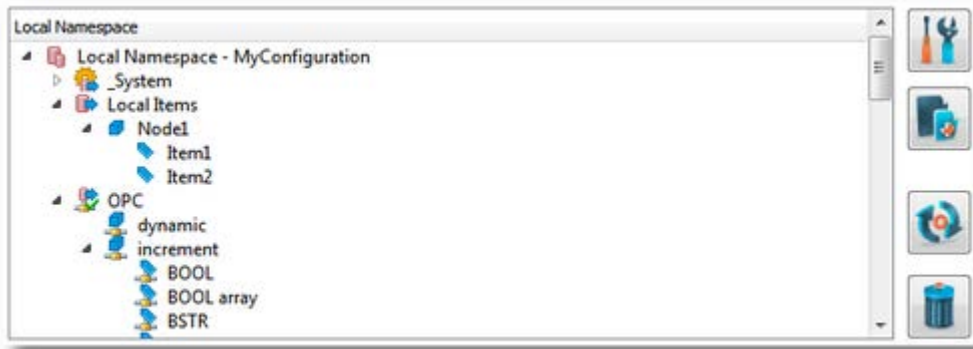 Local Namespace
Local Namespace - MyConfiguration
_System
Local Items
Node1
Item1
Item2
OPC
dynamic
increment
BOOL
BOOL array
BSTR